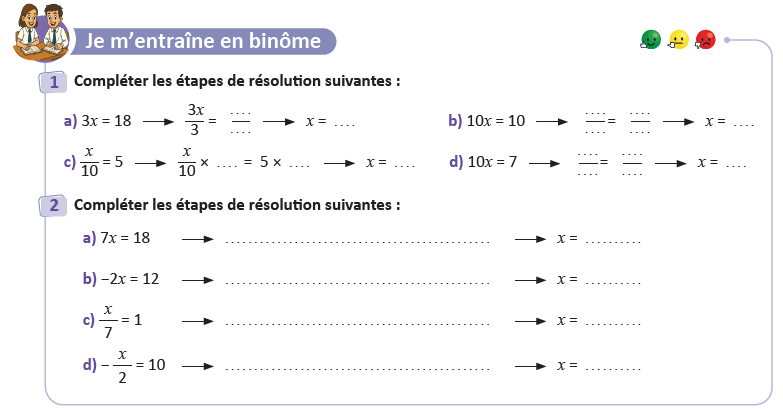 Je m’entraîne en binôme
1 Compléter les étapes de résolution suivantes :
a) 3x = 18 ⟶ 3x/3 = ..../.... ⟶ x = ....
b) 10x = 10 ⟶ ..../.... = ..../.... ⟶ x = ....
c) x/10 = 5 ⟶ x/10 × .... = 5 × .... ⟶ x = ....
d) 10x = 7 ⟶ ..../.... = ..../.... ⟶ x = ....
2 Compléter les étapes de résolution suivantes :
a) 7x = 18 ⟶ ............................................ ⟶ x = ..........
b) –2x = 12 ⟶ ............................................ ⟶ x = ..........
c) x/7 = 1 ⟶ ............................................ ⟶ x = ..........
d) – x/2 = 10 ⟶ ............................................ ⟶ x = ..........